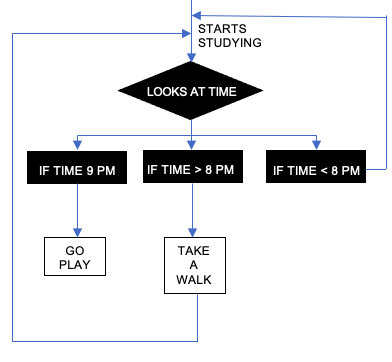 STARTS
STUDYING
LOOKS AT TIME
IF TIME 9 PM
IF TIME > 8 PM
IF TIME < 8 PM
GO
PLAY
TAKE
A
WALK